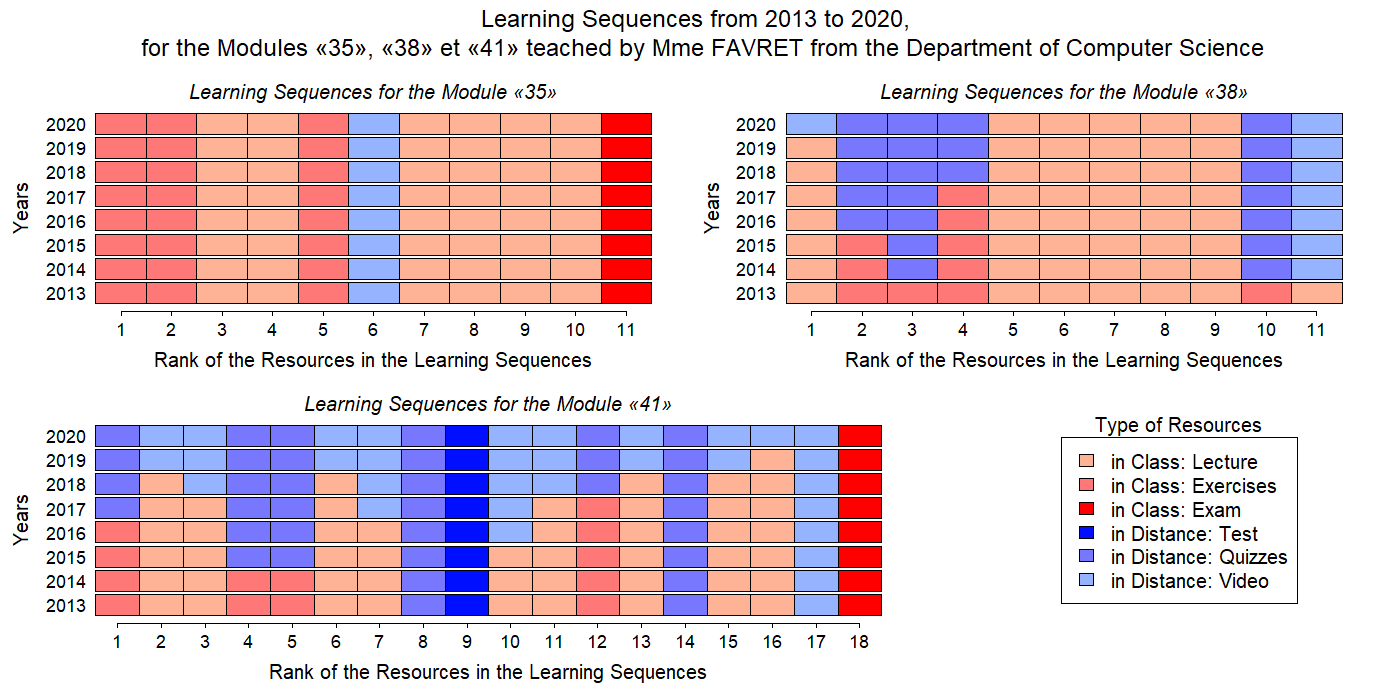 Learning Sequences from 2013 to 2020,
for the Modules «35», «38» et «41» teached by Mme FAVRET from the Department of Computer Science
Learning Sequences for the Module «35»
Years
2020
2019
2018
2017
2016
2015
2014
2013
1 2 3 4 5 6 7 8 9 10 11
Rank of the Resources in the Learning Sequences
Learning Sequences for the Module «38»
Years
2020
2019
2018
2017
2016
2015
2014
2013
1 2 3 4 5 6 7 8 9 10 11
Rank of the Resources in the Learning Sequences
Learning Sequences for the Module «41»
Years
2020
2019
2018
2017
2016
2015
2014
2013
1 2 3 4 5 6 7 8 9 10 11 12 13 14 15 16 17 18
Rank of the Resources in the Learning Sequences
Type of Resources
in Class: Lecture
in Class: Exercises
in Class: Exam
in Distance: Test
in Distance: Quizzes
in Distance: Video